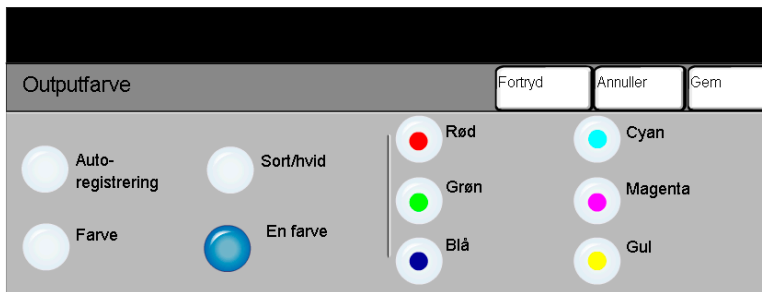 Outputfarve
Fortryd
Annuller
Gem
Auto-
registrering
Sort/hvid
Farve
En farve
Rød
Cyan
Grøn
Magenta
Blå
Gul